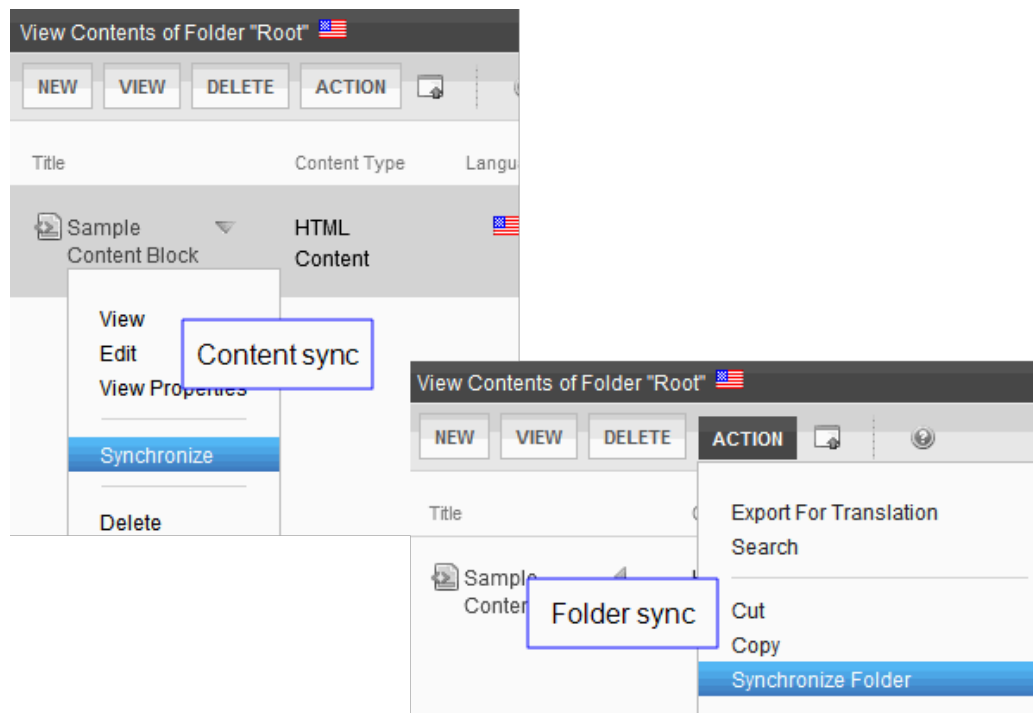 View Contents of Folder "Root"
NEW VIEW DELETE ACTION
Title Content Type Langu
Sample HTML
Content Block Content
View
Edit
View Properties
Content sync
Synchronize
Delete
View Contents of Folder "Root"
NEW VIEW DELETE ACTION
Title
Export For Translation
Search
Sample
Conten
Folder sync
Cut
Copy
Synchronize Folder